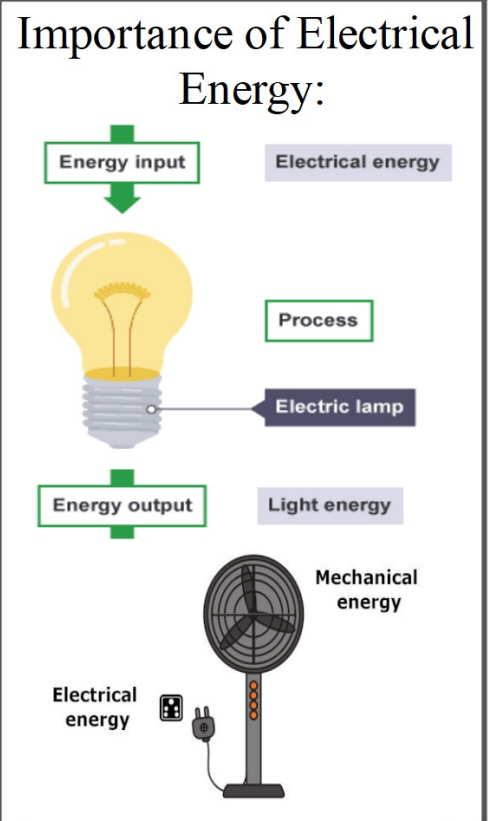 Importance of Electrical
Energy:
Energy input
Electrical energy
Process
Electric lamp
Energy output
Light energy
Mechanical
energy
Electrical
energy